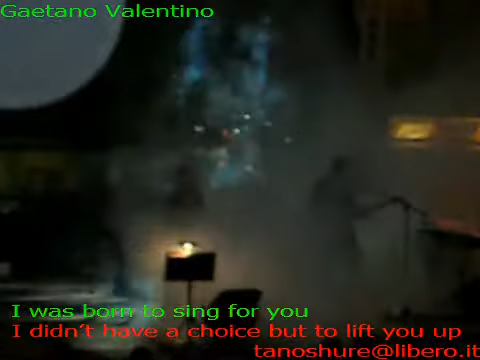 Gaetano Valentino
I was born to sing for you
I didn't have a choice but to lift you up
tanoshure@libero.it